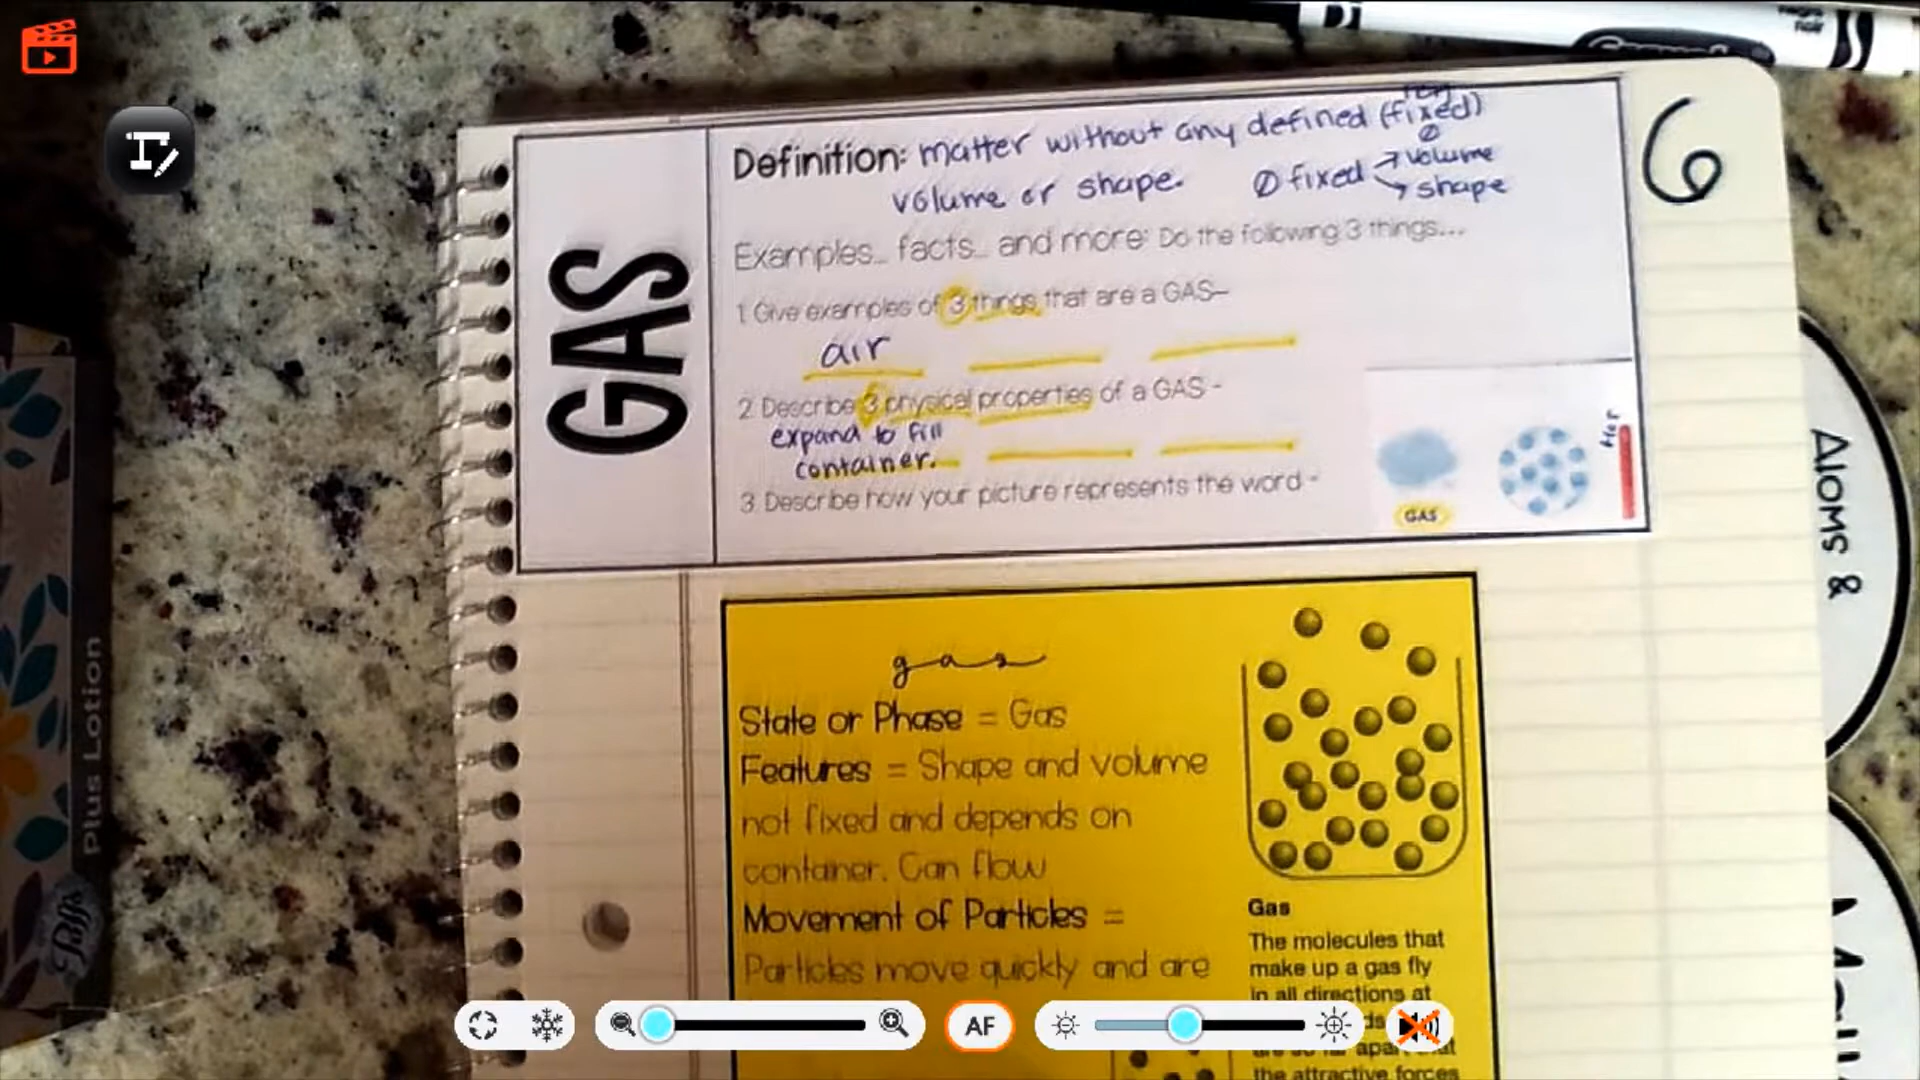 6
GAS
Definition: matter without any defined (fixed)
volume or shape. Ø fixed → volume
→ shape
Examples... facts... and more: Do the following 3 things...
1. Give examples of 3 things that are a GAS-
air
2. Describe 3 physical properties of a GAS -
expand to fill
container.
3. Describe how your picture represents the word -
GAS
gas
State or Phase = Gas
Features = Shape and volume
not fixed and depends on
container. Can flow
Movement of Particles =
Particles move quickly and are
Gas
The molecules that
make up a gas fly
in all directions at
apart that
the attractive forces
Atoms &
Plus Lotion
Puffs
AF